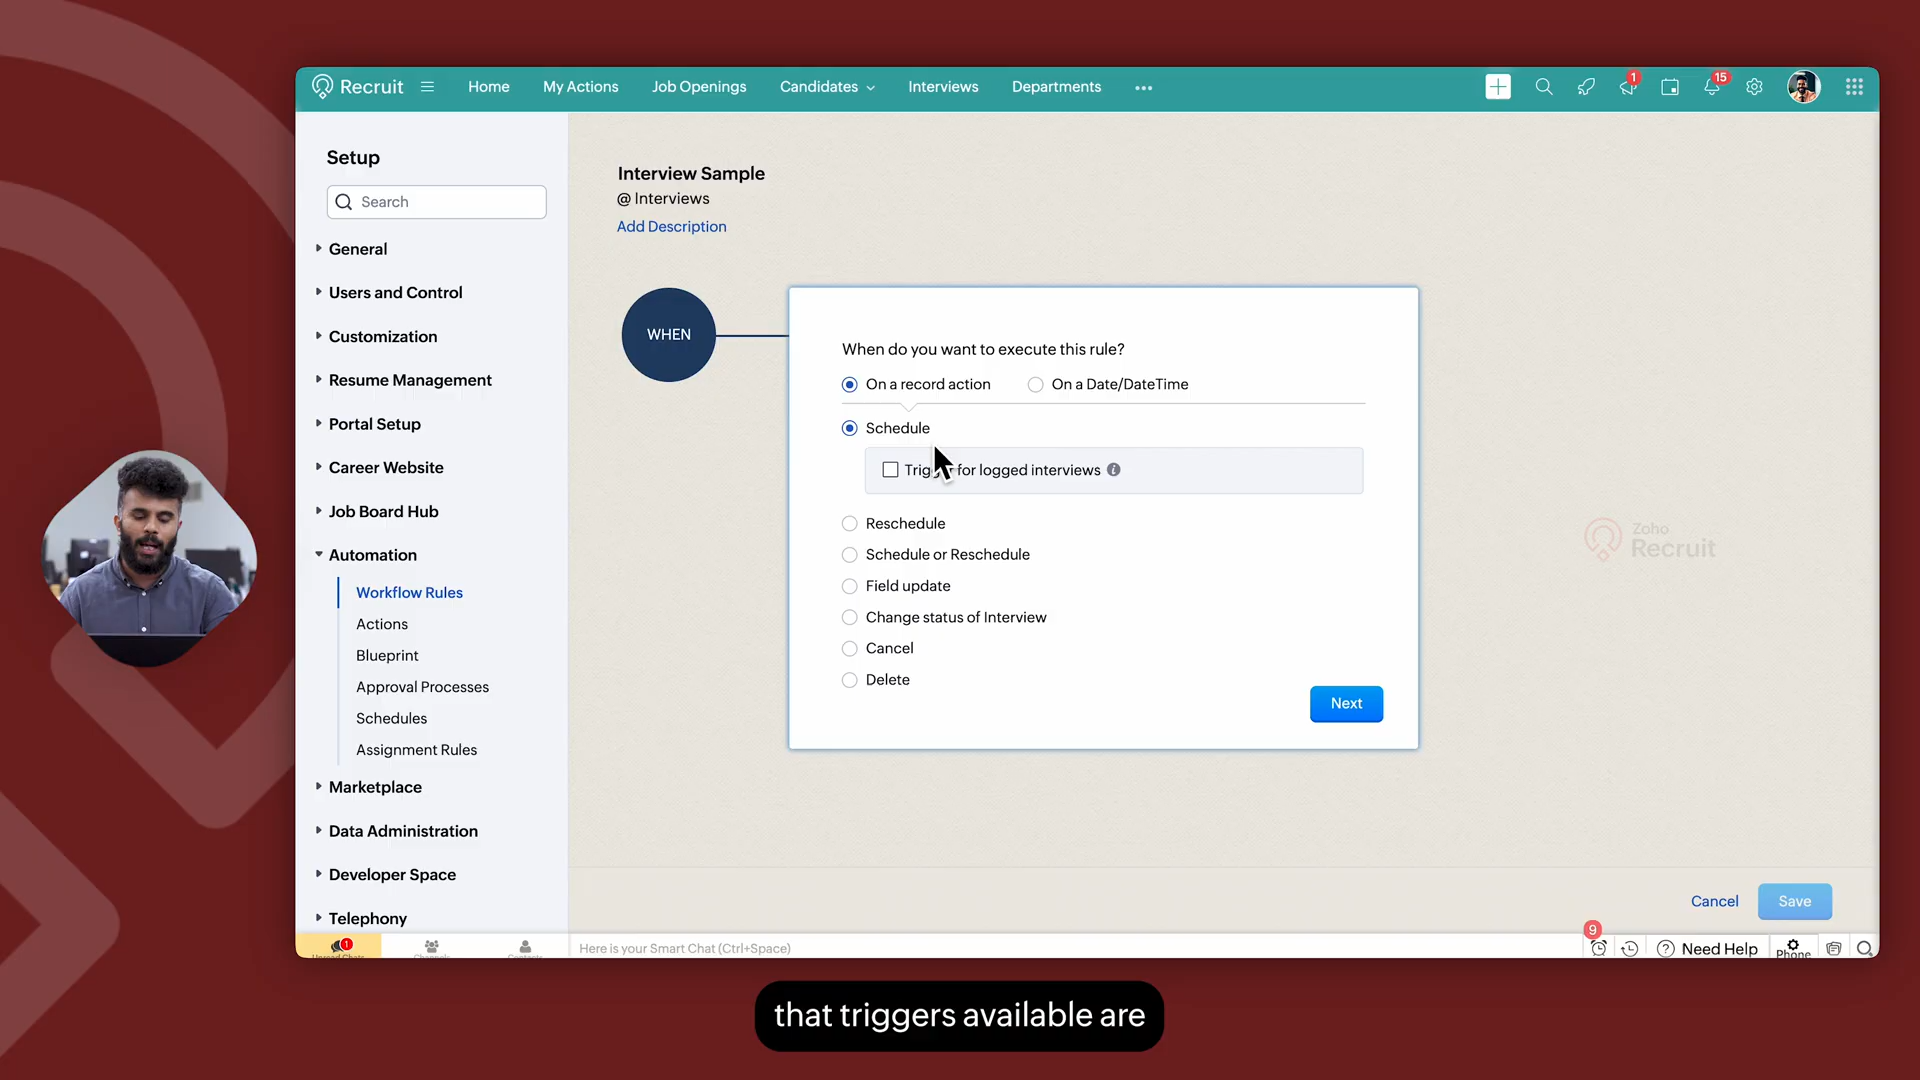 Recruit
Home
My Actions
Job Openings
Candidates
Interviews
Departments
1
15
Setup
Search
General
Users and Control
Customization
Resume Management
Portal Setup
Career Website
Job Board Hub
Automation
Workflow Rules
Actions
Blueprint
Approval Processes
Schedules
Assignment Rules
Marketplace
Data Administration
Developer Space
Telephony
Interview Sample
@ Interviews
Add Description
WHEN
When do you want to execute this rule?
On a record action
On a Date/DateTime
Schedule
for logged interviews
Reschedule
Schedule or Reschedule
Field update
Change status of Interview
Cancel
Delete
Next
Zoho
Recruit
Cancel
Save
1
Here is your Smart Chat (Ctrl+Space)
9
Need Help
Phone
that triggers available are